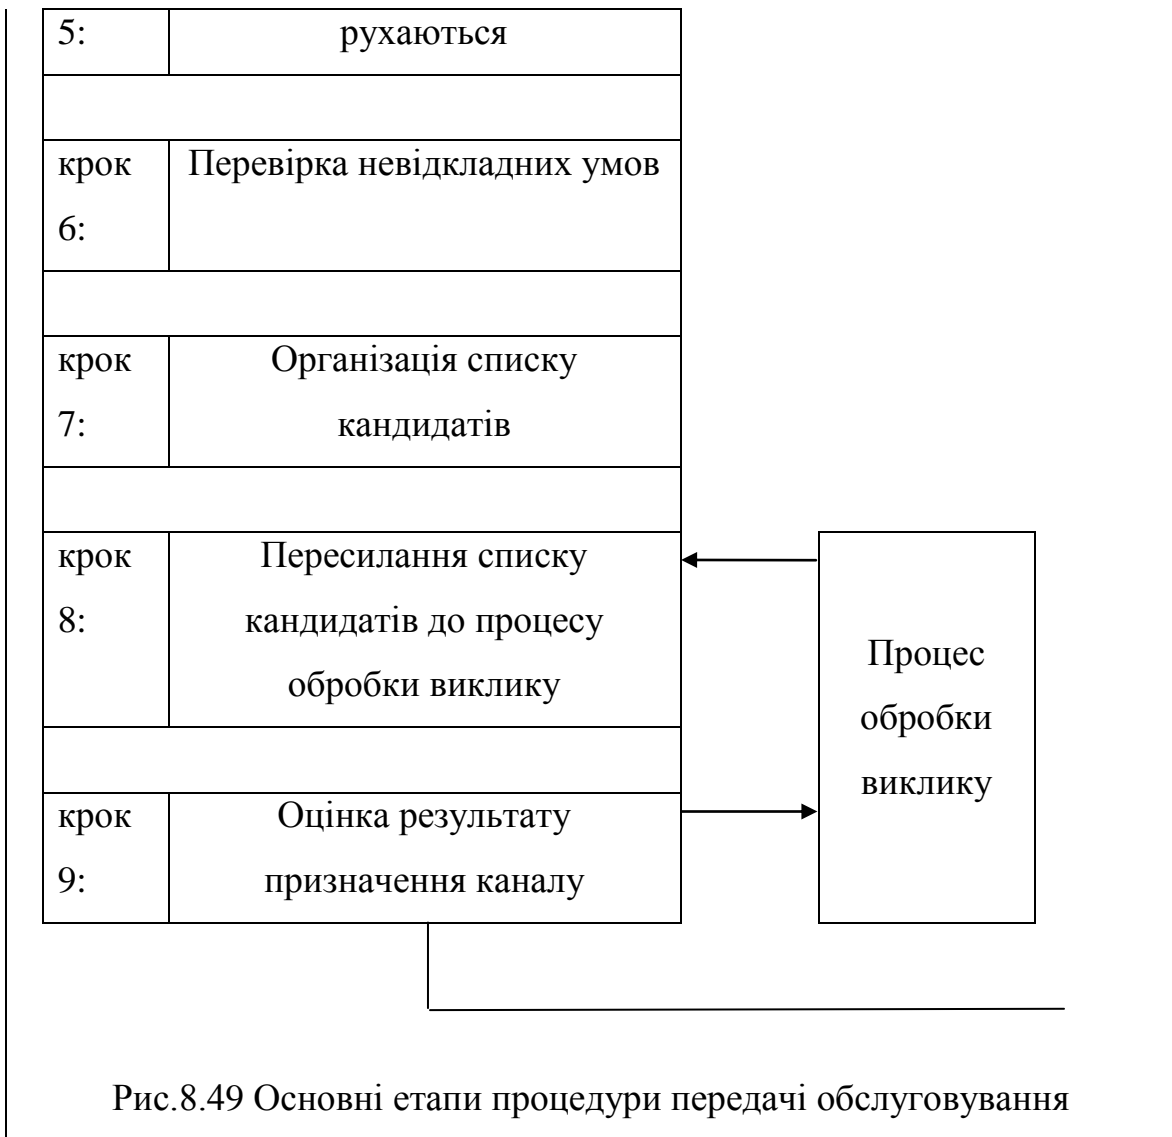 5: рухаються
крок Перевірка невідкладних умов
6:
крок Організація списку
7: кандидатів
крок Пересилання списку
8: кандидатів до процесу
обробки виклику
Процес
обробки
виклику
крок Оцінка результату
9: призначення каналу
Рис.8.49 Основні етапи процедури передачі обслуговування